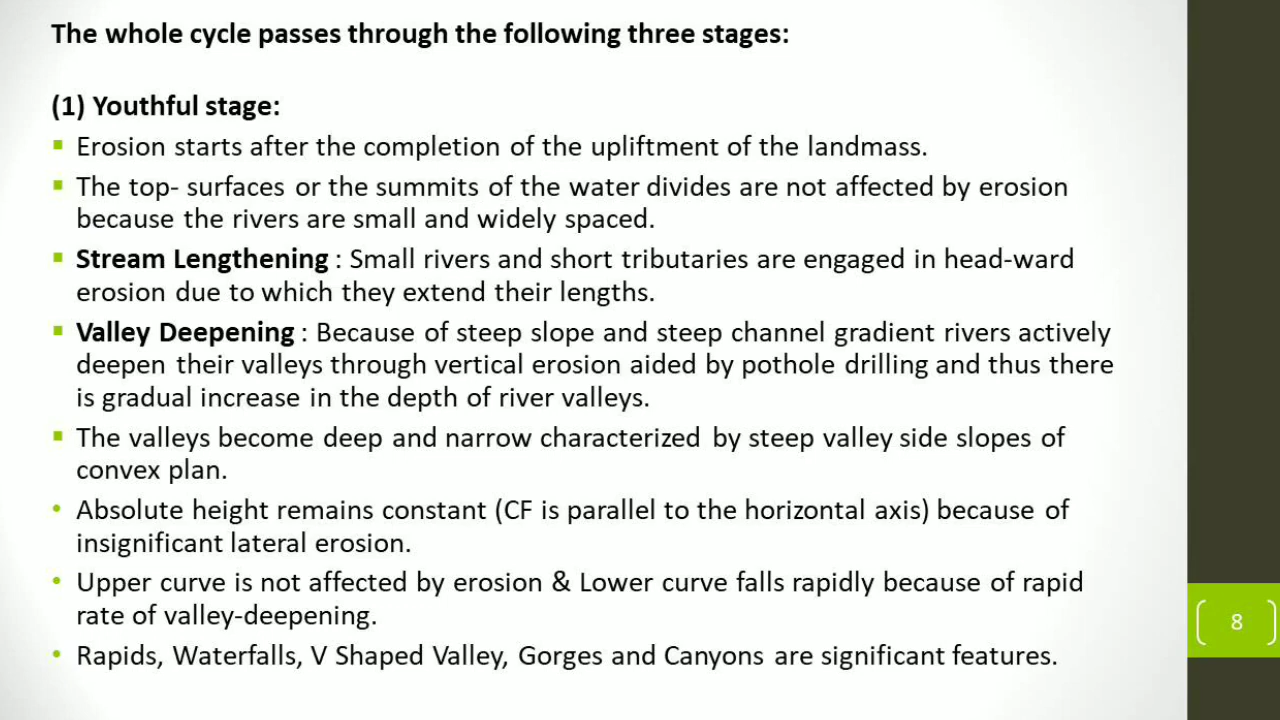 The whole cycle passes through the following three stages:
(1) Youthful stage:
▪ Erosion starts after the completion of the upliftment of the landmass.
▪ The top- surfaces or the summits of the water divides are not affected by erosion
because the rivers are small and widely spaced.
▪ Stream Lengthening : Small rivers and short tributaries are engaged in head-ward
erosion due to which they extend their lengths.
▪ Valley Deepening : Because of steep slope and steep channel gradient rivers actively
deepen their valleys through vertical erosion aided by pothole drilling and thus there
is gradual increase in the depth of river valleys.
▪ The valleys become deep and narrow characterized by steep valley side slopes of
convex plan.
• Absolute height remains constant (CF is parallel to the horizontal axis) because of
insignificant lateral erosion.
• Upper curve is not affected by erosion & Lower curve falls rapidly because of rapid
rate of valley-deepening.
• Rapids, Waterfalls, V Shaped Valley, Gorges and Canyons are significant features.
8